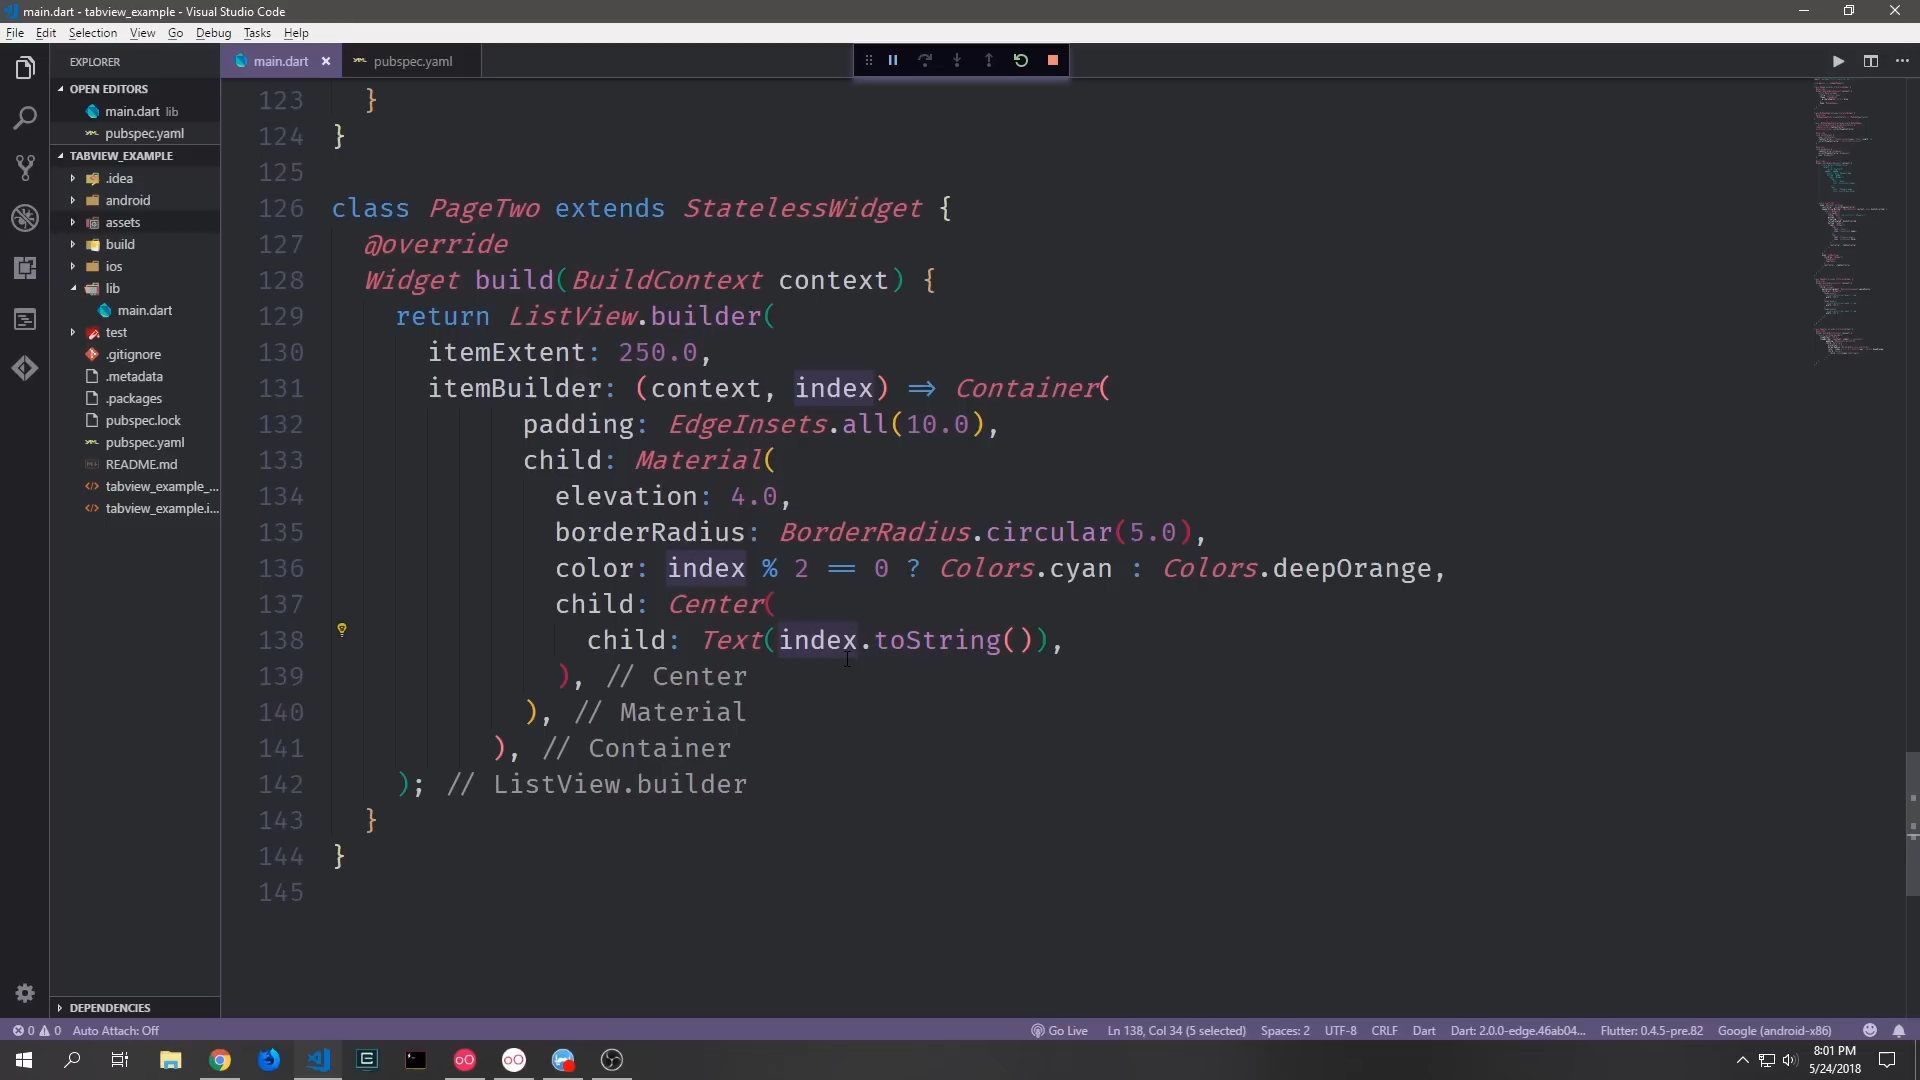 main.dart - tabview_example - Visual Studio Code
File Edit Selection View Go Debug Tasks Help
EXPLORER
main.dart
pubspec.yaml
OPEN EDITORS
main.dart lib
pubspec.yaml
TABVIEW_EXAMPLE
.idea
android
assets
build
ios
lib
main.dart
test
.gitignore
.metadata
.packages
pubspec.lock
pubspec.yaml
README.md
tabview_example_...
tabview_example.i...
DEPENDENCIES
123 }
124 }
125
126 class PageTwo extends StatelessWidget {
127 @override
128 Widget build(BuildContext context) {
129 return ListView.builder(
130 itemExtent: 250.0,
131 itemBuilder: (context, index) => Container(
132 padding: EdgeInsets.all(10.0),
133 child: Material(
134 elevation: 4.0,
135 borderRadius: BorderRadius.circular(5.0),
136 color: index % 2 == 0 ? Colors.cyan : Colors.deepOrange,
137 child: Center(
138 child: Text(index.toString()),
139 ), // Center
140 ), // Material
141 ), // Container
142 ); // ListView.builder
143 }
144 }
145
0 0 Auto Attach: Off
Go Live Ln 138, Col 34 (5 selected) Spaces: 2 UTF-8 CRLF Dart Dart: 2.0.0-edge.46ab04... Flutter: 0.4.5-pre.82 Google (android-x86)
8:01 PM
5/24/2018